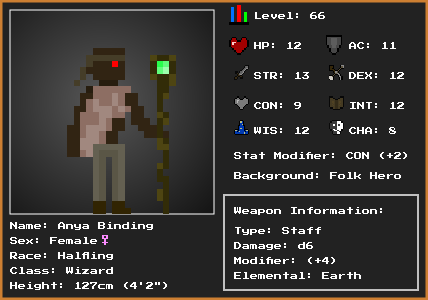 Level: 66
HP: 12 AC: 11
STR: 13 DEX: 12
CON: 9 INT: 12
WIS: 12 CHA: 8
Stat Modifier: CON (+2)
Background: Folk Hero
Weapon Information:
Type: Staff
Damage: d6
Modifier: (+4)
Elemental: Earth
Name: Anya Binding
Sex: Female♀
Race: Halfling
Class: Wizard
Height: 127cm (4'2")